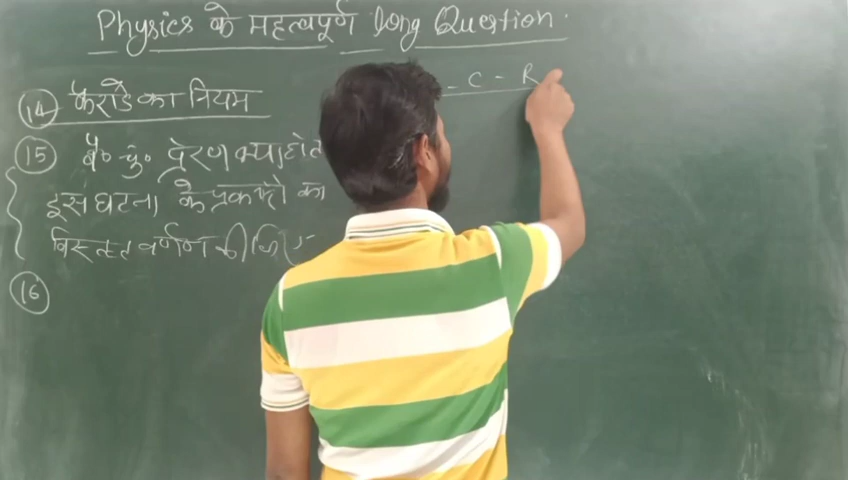 Physics के महत्वपूर्ण long Question.
(14) फैराडे का नियम
- C - R
(15) वै० चु० प्रेरण क्या होत
इस घटना के प्रकारों का
विस्तृत वर्णन कीजिए
(16)